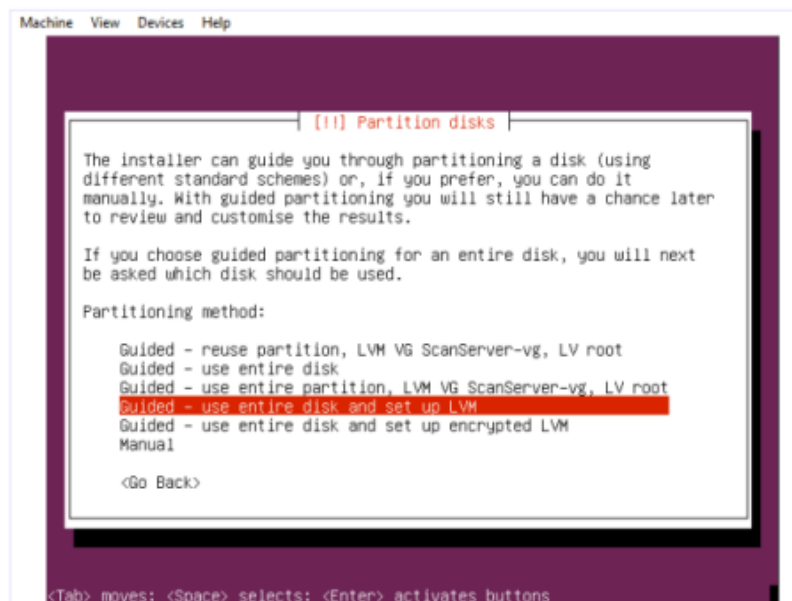 Machine View Devices Help
[!!] Partition disks
The installer can guide you through partitioning a disk (using
different standard schemes) or, if you prefer, you can do it
manually. With guided partitioning you will still have a chance later
to review and customise the results.
If you choose guided partitioning for an entire disk, you will next
be asked which disk should be used.
Partitioning method:
Guided - reuse partition, LVM VG ScanServer-vg, LV root
Guided - use entire disk
Guided - use entire partition, LVM VG ScanServer-vg, LV root
Guided - use entire disk and set up LVM
Guided - use entire disk and set up encrypted LVM
Manual
<Go Back>
<Tab> moves; <Space> selects; <Enter> activates buttons